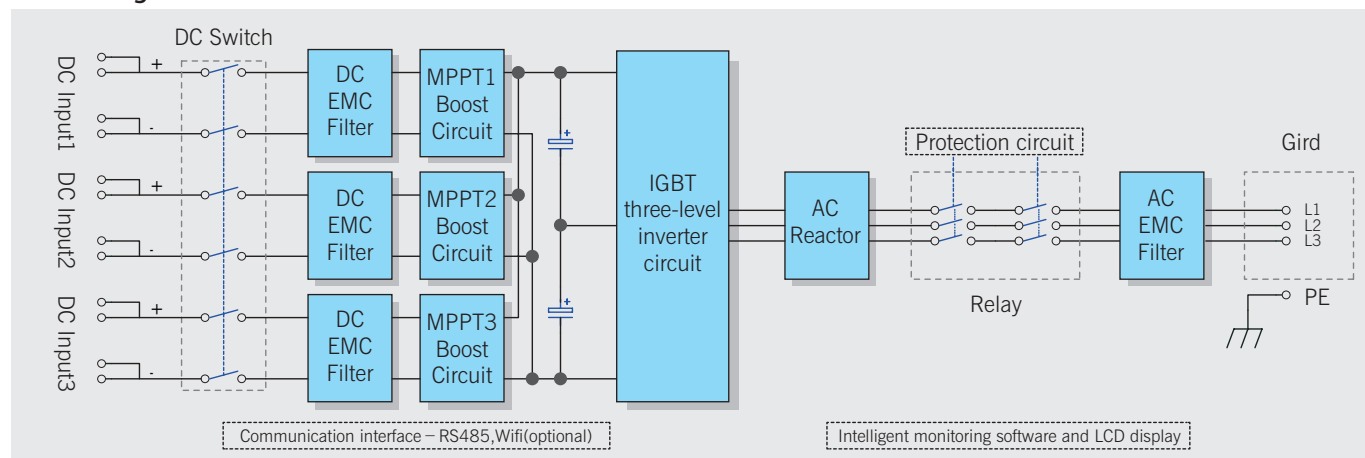 DC Switch
DC Input1
+
-
DC
EMC
Filter
MPPT1
Boost
Circuit
+
DC Input2
+
-
DC
EMC
Filter
MPPT2
Boost
Circuit
DC Input3
+
-
DC
EMC
Filter
MPPT3
Boost
Circuit
+
IGBT
three-level
inverter
circuit
AC
Reactor
Protection circuit
Relay
AC
EMC
Filter
Gird
L1
L2
L3
PE
Communication interface – RS485,Wifi(optional)
Intelligent monitoring software and LCD display